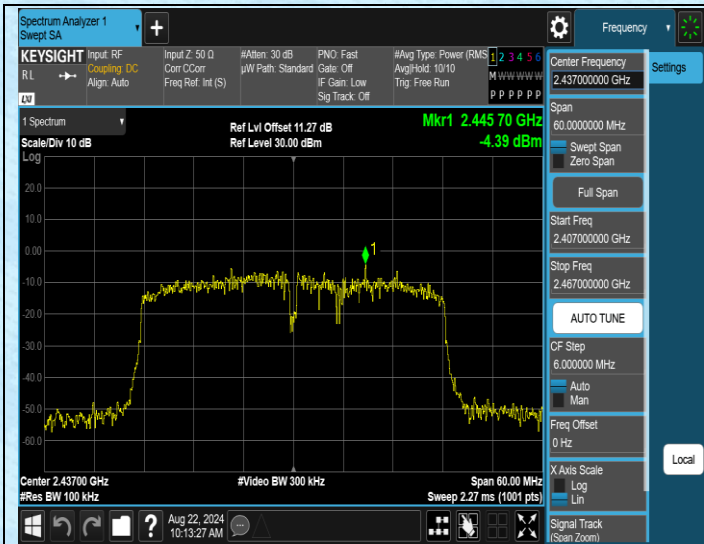 Spectrum Analyzer 1
Swept SA
+
Frequency
KEYSIGHT
RL
LXI
Input: RF
Coupling: DC
Align: Auto
Input Z: 50 Ω
Corr CCorr
Freq Ref: Int (S)
#Atten: 30 dB
µW Path: Standard
PNO: Fast
Gate: Off
IF Gain: Low
Sig Track: Off
#Avg Type: Power (RMS
Avg|Hold: 10/10
Trig: Free Run
1 2 3 4 5 6
M W W W W W
P P P P P P
1 Spectrum
Scale/Div 10 dB
Log
Ref Lvl Offset 11.27 dB
Ref Level 30.00 dBm
Mkr1 2.445 70 GHz
-4.39 dBm
20.0
10.0
0.00
-10.0
-20.0
-30.0
-40.0
-50.0
-60.0
1
Center 2.43700 GHz
#Res BW 100 kHz
#Video BW 300 kHz
Span 60.00 MHz
Sweep 2.27 ms (1001 pts)
Aug 22, 2024
10:13:27 AM
?
Center Frequency
2.437000000 GHz
Settings
Span
60.0000000 MHz
Swept Span
Zero Span
Full Span
Start Freq
2.407000000 GHz
Stop Freq
2.467000000 GHz
AUTO TUNE
CF Step
6.000000 MHz
Auto
Man
Freq Offset
0 Hz
X Axis Scale
Log
Lin
Signal Track
(Span Zoom)
Local